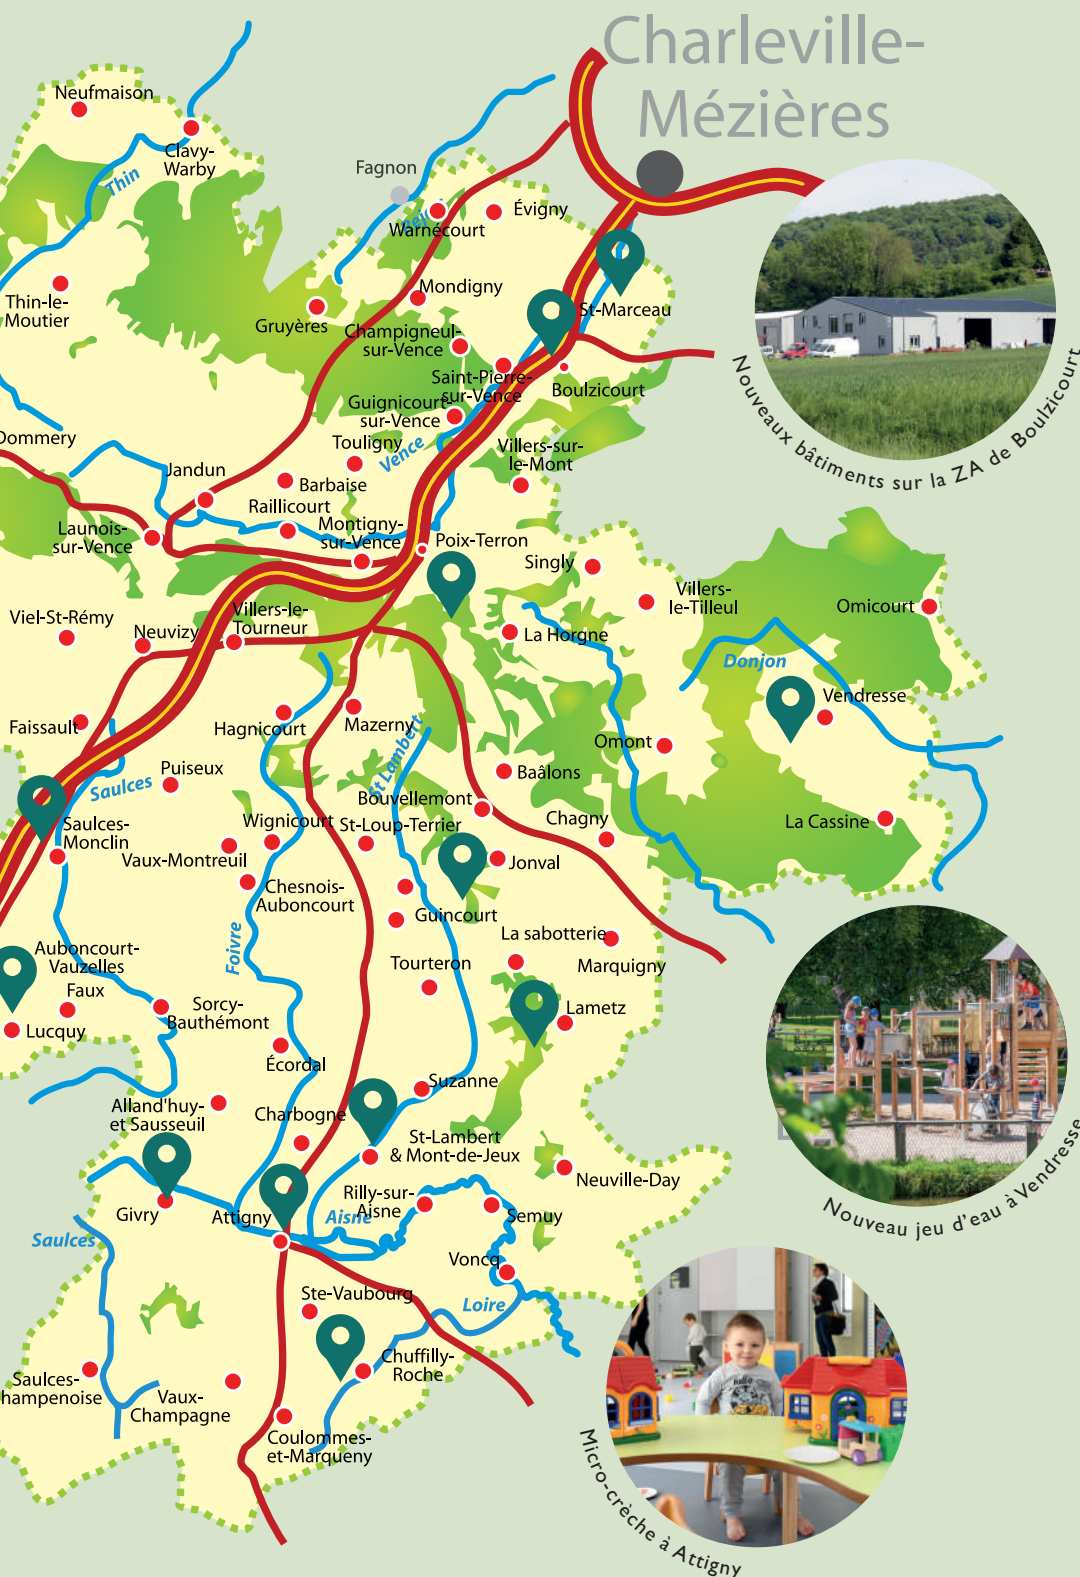 Charleville-
Mézières
Neufmaison
Clavy-
Warby
Thin
Fagnon
Évigny
Warnécourt
Thin-le-
Moutier
Mondigny
Gruyères
St-Marceau
Champigneul-
sur-Vence
Saint-Pierre-
sur-Vence
Boulzicourt
Guignicourt-
sur-Vence
Dommery
Touligny
Vence
Villers-sur-
le-Mont
Jandun
Barbaise
Raillicourt
Launois-
sur-Vence
Montigny-
sur-Vence
Poix-Terron
Singly
Villers-
le-Tilleul
Omicourt
Viel-St-Rémy
Neuvizy
Villers-le-
Tourneur
La Horgne
Donjon
Vendresse
Faissault
Hagnicourt
Mazerny
St Lambert
Omont
Puiseux
Saulces
Baâlons
Bouvellemont
Chagny
La Cassine
Saulces-
Monclin
Wignicourt
St-Loup-Terrier
Vaux-Montreuil
Jonval
Chesnois-
Auboncourt
Guincourt
Foivre
La sabotterie
Marquigny
Auboncourt-
Vauzelles
Tourteron
Faux
Sorcy-
Bauthémont
Lametz
Lucquy
Écordal
Suzanne
Alland'huy-
et Sausseuil
Charbogne
St-Lambert
& Mont-de-Jeux
Neuville-Day
Givry
Attigny
Rilly-sur-
Aisne
Aisne
Semuy
Saulces
Voncq
Ste-Vaubourg
Loire
Chuffilly-
Roche
Saulces-
hampenoise
Vaux-
Champagne
Coulommes-
et-Marqueny
Nouveaux bâtiments sur la ZA de Boulzicourt
Nouveau jeu d'eau à Vendresse
Micro-crèche à Attigny